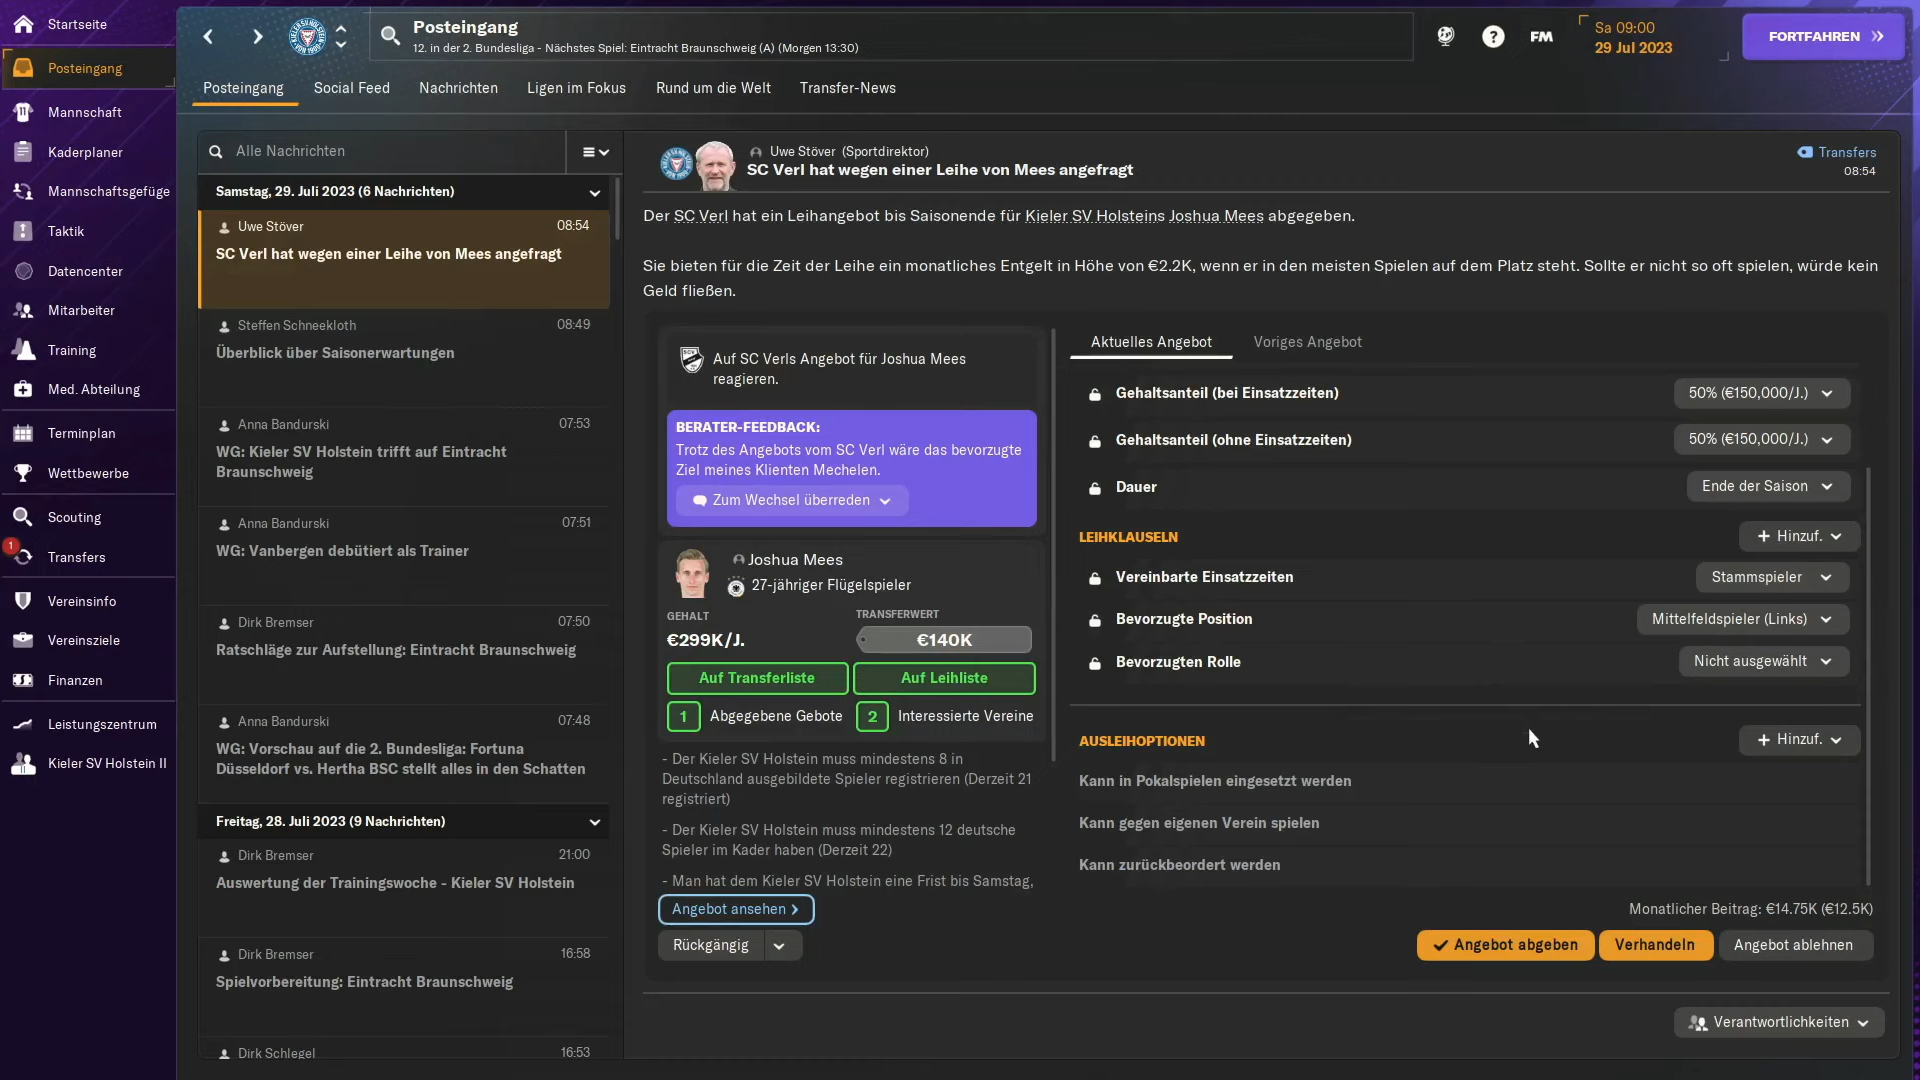 Startseite
Posteingang
Mannschaft
Kaderplaner
Mannschaftsgefüge
Taktik
Datencenter
Mitarbeiter
Training
Med. Abteilung
Terminplan
Wettbewerbe
Scouting
1
Transfers
Vereinsinfo
Vereinsziele
Finanzen
Leistungszentrum
Kieler SV Holstein II
Posteingang
12. in der 2. Bundesliga - Nächstes Spiel: Eintracht Braunschweig (A) (Morgen 13:30)
FM
Sa 09:00
29 Jul 2023
FORTFAHREN
Posteingang Social Feed Nachrichten Ligen im Fokus Rund um die Welt Transfer-News
Alle Nachrichten
Samstag, 29. Juli 2023 (6 Nachrichten)
Uwe Stöver 08:54
SC Verl hat wegen einer Leihe von Mees angefragt
Steffen Schneekloth 08:49
Überblick über Saisonerwartungen
Anna Bandurski 07:53
WG: Kieler SV Holstein trifft auf Eintracht
Braunschweig
Anna Bandurski 07:51
WG: Vanbergen debütiert als Trainer
Dirk Bremser 07:50
Ratschläge zur Aufstellung: Eintracht Braunschweig
Anna Bandurski 07:48
WG: Vorschau auf die 2. Bundesliga: Fortuna
Düsseldorf vs. Hertha BSC stellt alles in den Schatten
Freitag, 28. Juli 2023 (9 Nachrichten)
Dirk Bremser 21:00
Auswertung der Trainingswoche - Kieler SV Holstein
Dirk Bremser 16:58
Spielvorbereitung: Eintracht Braunschweig
Dirk Schlegel 16:53
Uwe Stöver (Sportdirektor)
SC Verl hat wegen einer Leihe von Mees angefragt
Transfers
08:54
Der SC Verl hat ein Leihangebot bis Saisonende für Kieler SV Holsteins Joshua Mees abgegeben.
Sie bieten für die Zeit der Leihe ein monatliches Entgelt in Höhe von €2.2K, wenn er in den meisten Spielen auf dem Platz steht. Sollte er nicht so oft spielen, würde kein
Geld fließen.
Auf SC Verls Angebot für Joshua Mees
reagieren.
BERATER-FEEDBACK:
Trotz des Angebots vom SC Verl wäre das bevorzugte
Ziel meines Klienten Mechelen.
Zum Wechsel überreden
Joshua Mees
27-jähriger Flügelspieler
GEHALT TRANSFERWERT
€299K/J. €140K
Auf Transferliste Auf Leihliste
1 Abgegebene Gebote 2 Interessierte Vereine
- Der Kieler SV Holstein muss mindestens 8 in
Deutschland ausgebildete Spieler registrieren (Derzeit 21
registriert)
- Der Kieler SV Holstein muss mindestens 12 deutsche
Spieler im Kader haben (Derzeit 22)
- Man hat dem Kieler SV Holstein eine Frist bis Samstag,
Angebot ansehen
Rückgängig
Aktuelles Angebot Voriges Angebot
Gehaltsanteil (bei Einsatzzeiten) 50% (€150,000/J.)
Gehaltsanteil (ohne Einsatzzeiten) 50% (€150,000/J.)
Dauer Ende der Saison
LEIHKLAUSELN + Hinzuf.
Vereinbarte Einsatzzeiten Stammspieler
Bevorzugte Position Mittelfeldspieler (Links)
Bevorzugten Rolle Nicht ausgewählt
AUSLEIHOPTIONEN + Hinzuf.
Kann in Pokalspielen eingesetzt werden
Kann gegen eigenen Verein spielen
Kann zurückbeordert werden
Monatlicher Beitrag: €14.75K (€12.5K)
Angebot abgeben Verhandeln Angebot ablehnen
Verantwortlichkeiten